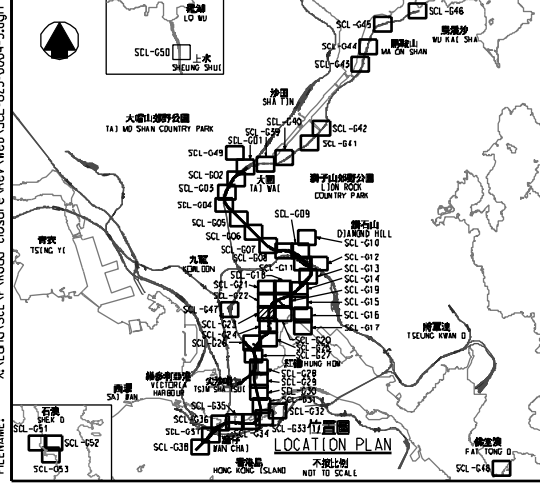 羅湖
LO WU
SCL-G50
上水
SHEUNG SHUI
SCL-G46
SCL-G45
烏溪沙
WU KAI SHA
SCL-G44
馬鞍山
MA ON SHAN
SCL-G43
沙田
SHA TIN
大帽山郊野公園
TAI MO SHAN COUNTRY PARK
SCL-G40
SCL-G39
SCL-G42
SCL-G01
SCL-G41
SCL-G49
SCL-G02
大圍
TAI WAI
獅子山郊野公園
LION ROCK
COUNTRY PARK
SCL-G03
SCL-G04
SCL-G09
SCL-G05
鑽石山
DIAMOND HILL
SCL-G06
SCL-G10
青衣
TSING YI
SCL-G07
SCL-G08
SCL-G12
九龍
KOWLOON
SCL-G11
SCL-G13
SCL-G18
SCL-G14
SCL-G21
SCL-G19
SCL-G22
SCL-G15
SCL-G47
SCL-G16
SCL-G23
SCL-G17
SCL-G24
將軍澳
TSEUNG KWAN O
SCL-G20
SCL-G26
SCL-G27
紅磡
HUNG HOM
SCL-G28
維多利亞港
VICTORIA
HARBOUR
尖沙咀
TSIM SHA TSUI
SCL-G29
西環
SAI WAN
SCL-G30
SCL-G31
SCL-G35
SCL-G32
石澳
SHEK O
SCL-G36
SCL-G33
SCL-G51
SCL-G37
SCL-G34
位置圖
LOCATION PLAN
SCL-G52
灣仔
WAN CHAI
SCL-G38
SCL-G53
香港島
HONG KONG ISLAND
不按比例
NOT TO SCALE
佛堂澳
FAT TONG O
SCL-G48
FILENAME: